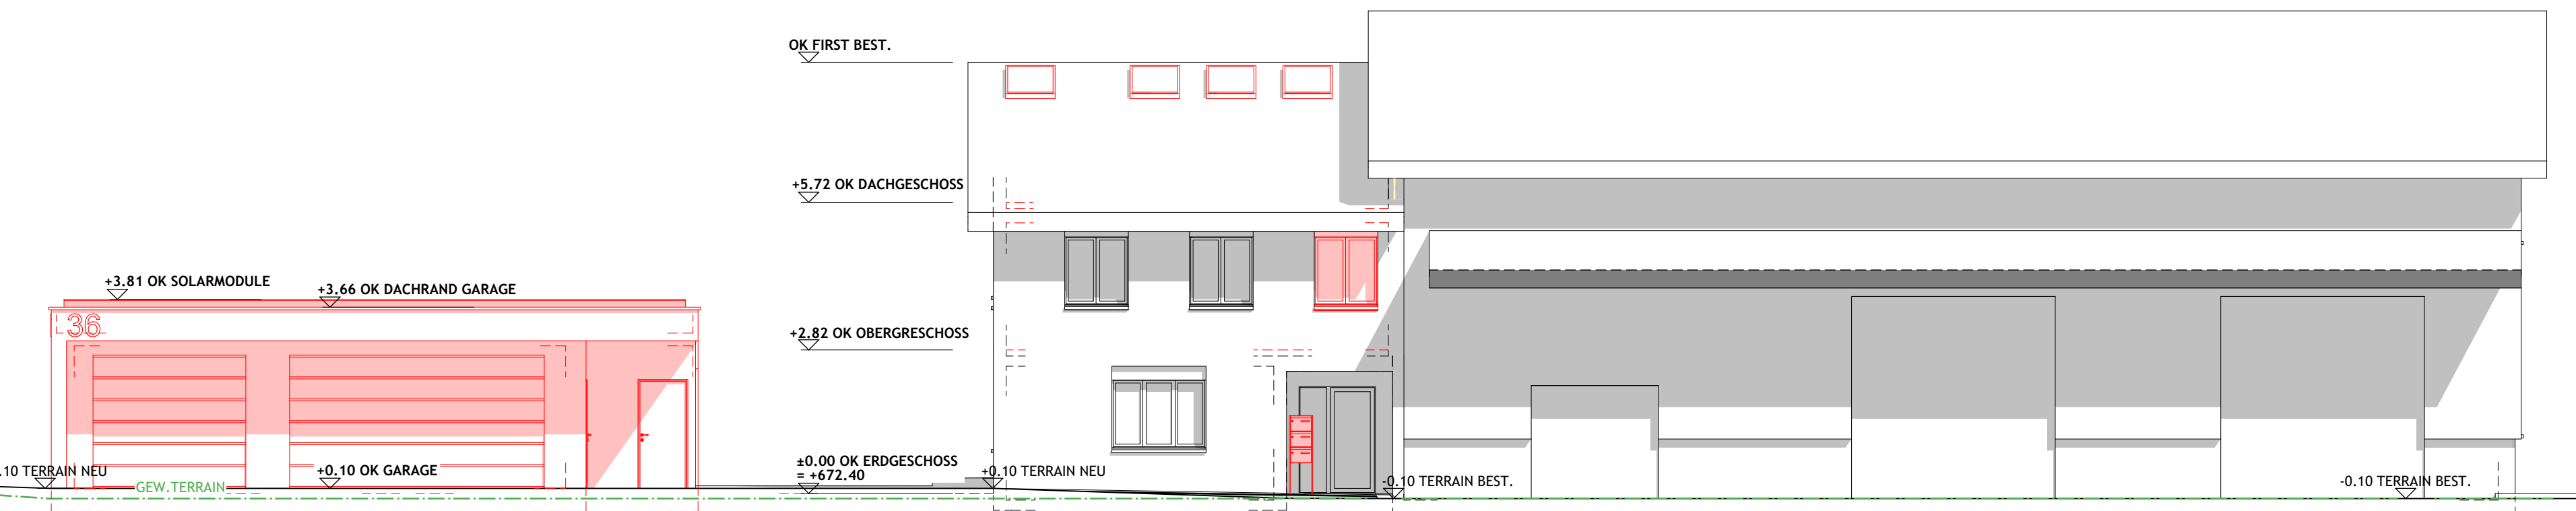 OK FIRST BEST.
+5.72 OK DACHGESCHOSS
+3.81 OK SOLARMODULE
+3.66 OK DACHRAND GARAGE
36
+2.82 OK OBERGRESCHOSS
.10 TERRAIN NEU
+0.10 OK GARAGE
GEW.TERRAIN
±0.00 OK ERDGESCHOSS
= +672.40
+0.10 TERRAIN NEU
-0.10 TERRAIN BEST.
-0.10 TERRAIN BEST.